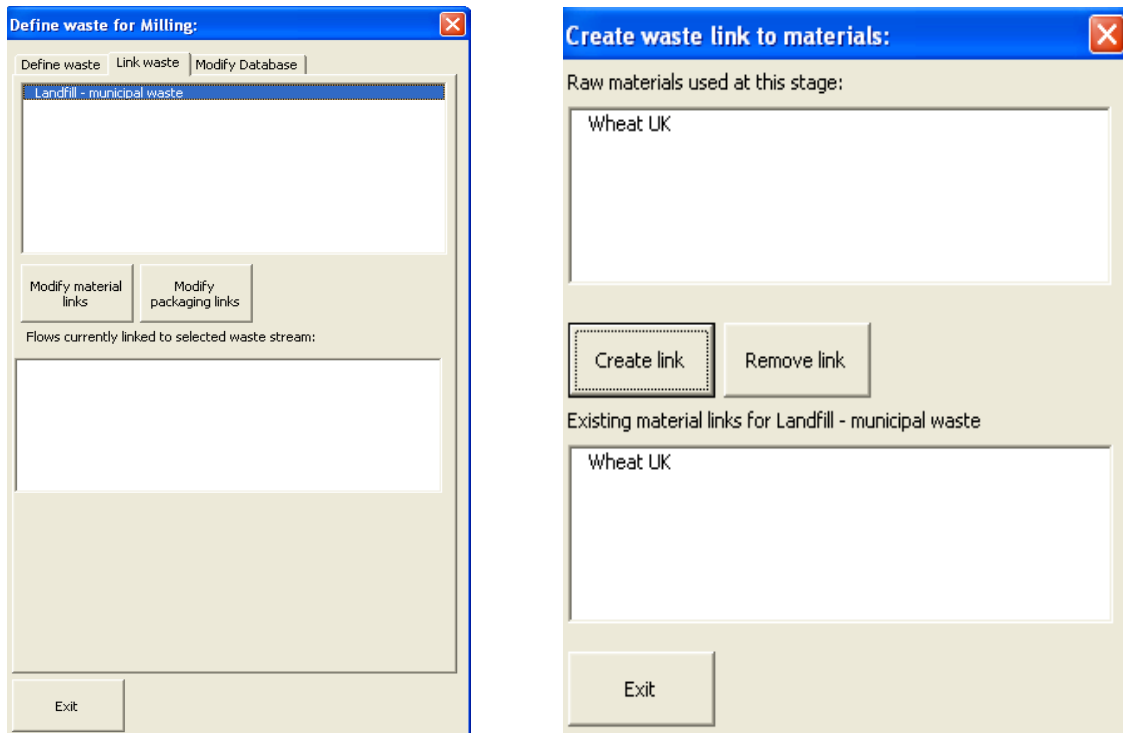 Define waste for Milling:
Define waste Link waste Modify Database
Landfill - municipal waste
Modify material
links
Modify
packaging links
Flows currently linked to selected waste stream:
Exit
Create waste link to materials:
Raw materials used at this stage:
Wheat UK
Create link
Remove link
Existing material links for Landfill - municipal waste
Wheat UK
Exit